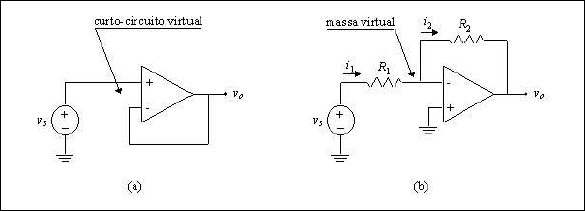 curto-circuito virtual
+
-
vs
+
−
vo
(a)
massa virtual
i2
R2
i1
R1
-
+
vs
+
−
vo
(b)